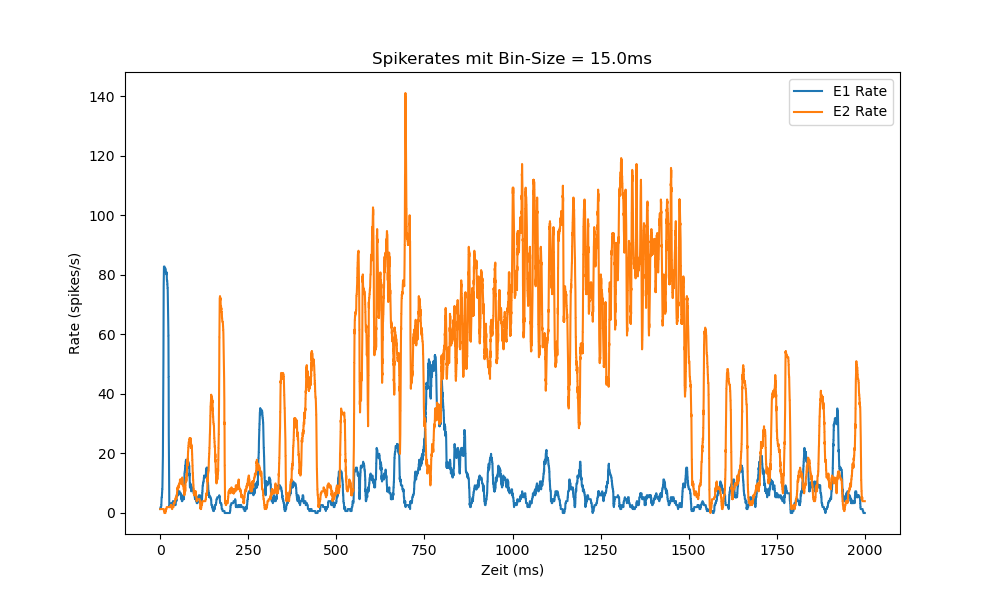 Spikerates mit Bin-Size = 15.0ms
E1 Rate
E2 Rate
140
120
100
80
60
40
20
0
Rate (spikes/s)
0 250 500 750 1000 1250 1500 1750 2000
Zeit (ms)